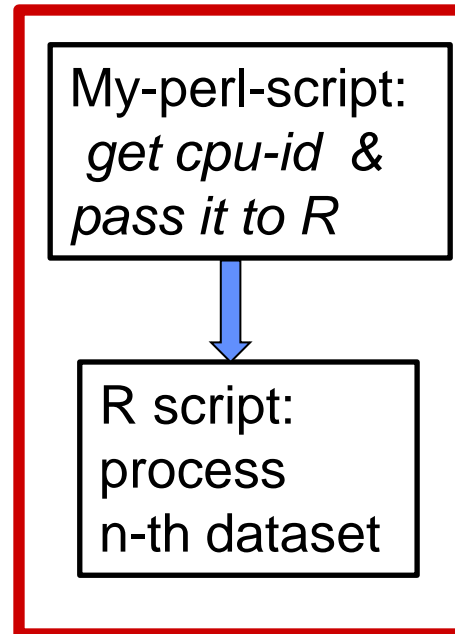 My-perl-script:
get cpu-id & 
pass it to R
R script:
process
n-th dataset